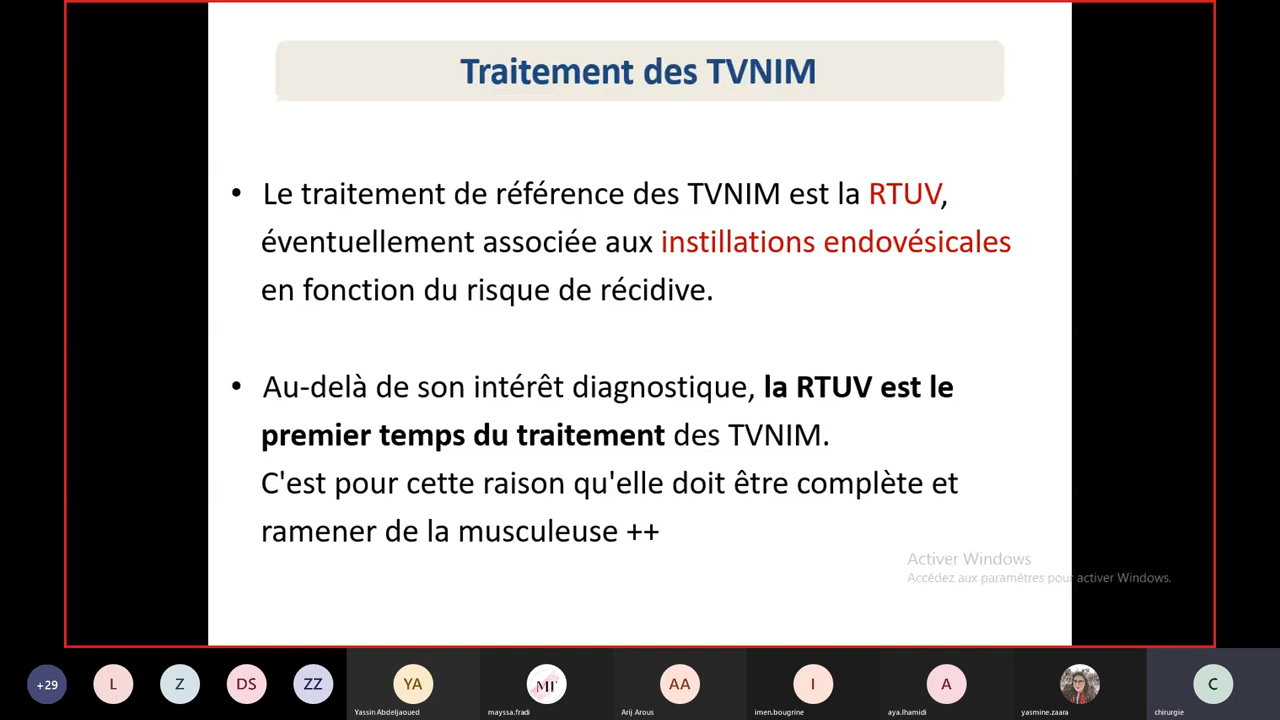 Traitement des TVNIM
• Le traitement de référence des TVNIM est la RTUV,
éventuellement associée aux instillations endovésicales
en fonction du risque de récidive.
• Au-delà de son intérêt diagnostique, la RTUV est le
premier temps du traitement des TVNIM.
C'est pour cette raison qu'elle doit être complète et
ramener de la musculeuse ++
Activer Windows
Accédez aux paramètres pour activer Windows.
+29
L
Z
DS
ZZ
YA
AA
I
A
C
Yassin Abdeljaoued
mayssa.fradi
Arij Arous
imen.bougrine
aya.lhamidi
yasmine.zaara
chirurgie